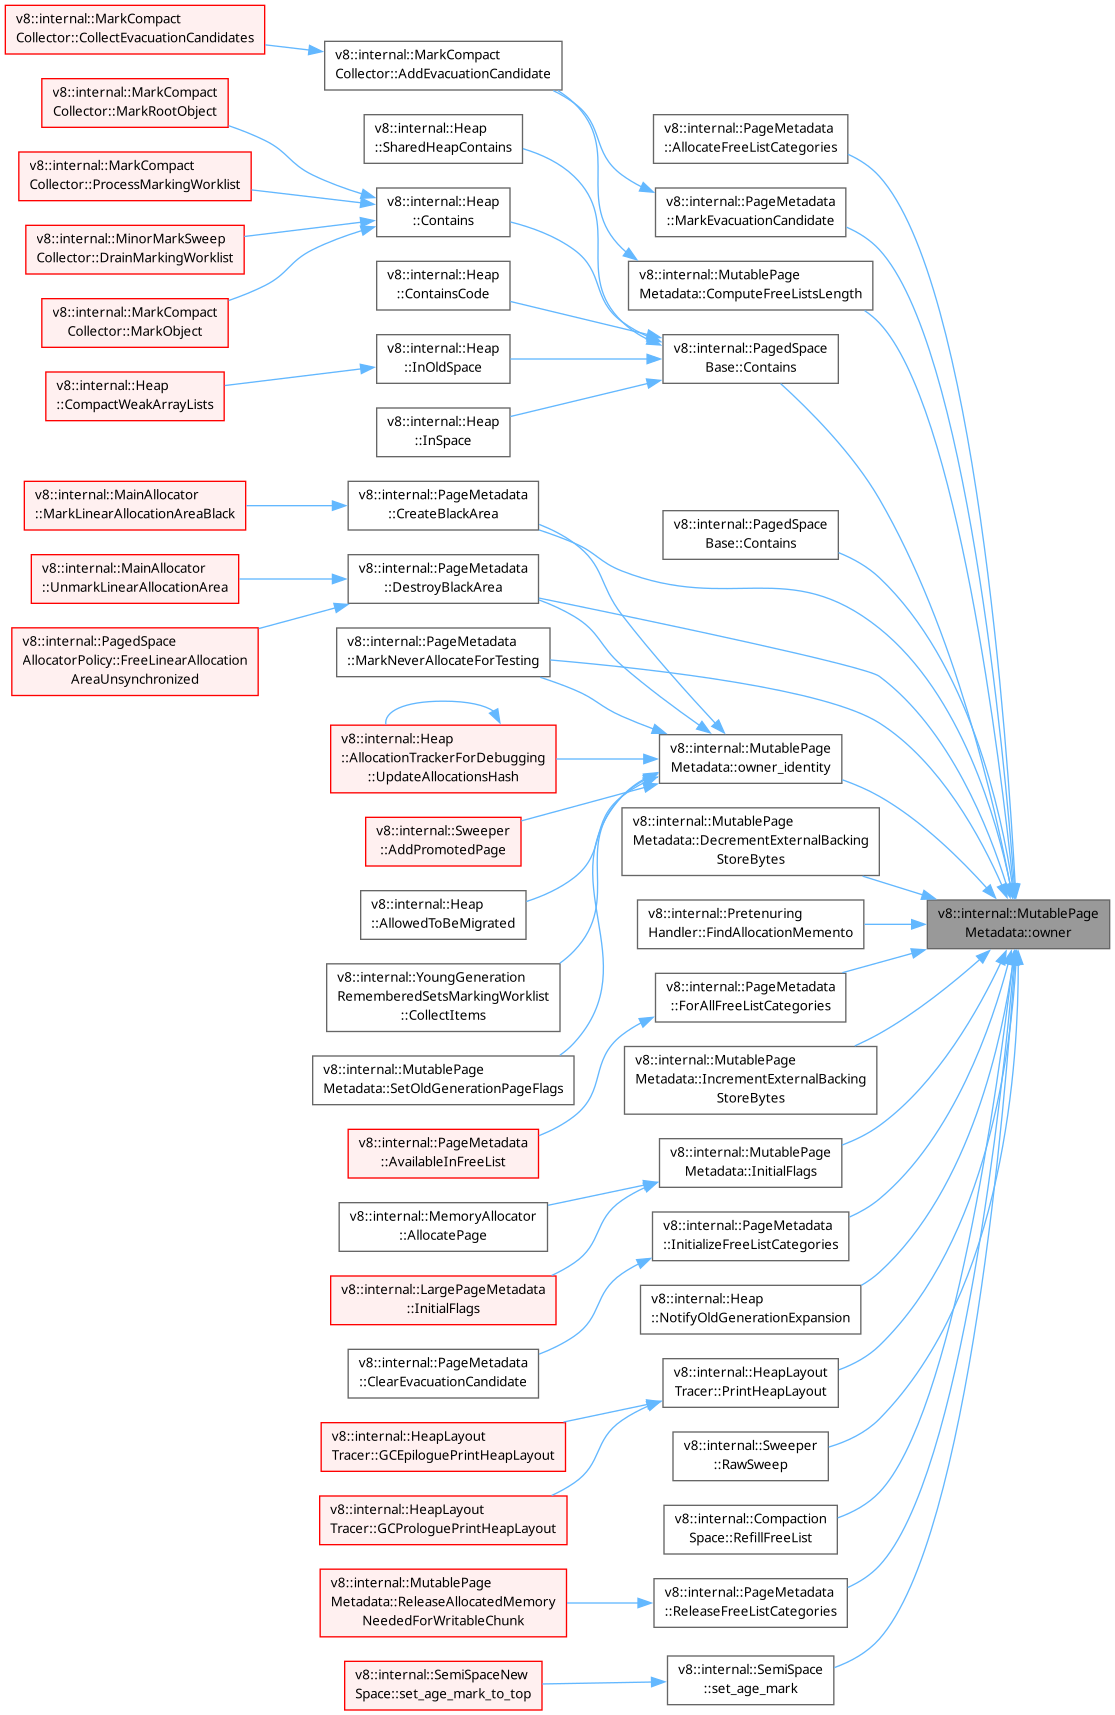 v8::internal::MarkCompact
Collector::CollectEvacuationCandidates
v8::internal::MarkCompact
Collector::MarkRootObject
v8::internal::MarkCompact
Collector::ProcessMarkingWorklist
v8::internal::MinorMarkSweep
Collector::DrainMarkingWorklist
v8::internal::MarkCompact
Collector::MarkObject
v8::internal::Heap
::CompactWeakArrayLists
v8::internal::MainAllocator
::MarkLinearAllocationAreaBlack
v8::internal::MainAllocator
::UnmarkLinearAllocationArea
v8::internal::PagedSpace
AllocatorPolicy::FreeLinearAllocation
AreaUnsynchronized
v8::internal::MarkCompact
Collector::AddEvacuationCandidate
v8::internal::Heap
::SharedHeapContains
v8::internal::Heap
::Contains
v8::internal::Heap
::ContainsCode
v8::internal::Heap
::InOldSpace
v8::internal::Heap
::InSpace
v8::internal::PageMetadata
::CreateBlackArea
v8::internal::PageMetadata
::DestroyBlackArea
v8::internal::PageMetadata
::MarkNeverAllocateForTesting
v8::internal::Heap
::AllocationTrackerForDebugging
::UpdateAllocationsHash
v8::internal::Sweeper
::AddPromotedPage
v8::internal::Heap
::AllowedToBeMigrated
v8::internal::YoungGeneration
RememberedSetsMarkingWorklist
::CollectItems
v8::internal::MutablePage
Metadata::SetOldGenerationPageFlags
v8::internal::PageMetadata
::AvailableInFreeList
v8::internal::MemoryAllocator
::AllocatePage
v8::internal::LargePageMetadata
::InitialFlags
v8::internal::PageMetadata
::ClearEvacuationCandidate
v8::internal::HeapLayout
Tracer::GCEpiloguePrintHeapLayout
v8::internal::HeapLayout
Tracer::GCProloguePrintHeapLayout
v8::internal::MutablePage
Metadata::ReleaseAllocatedMemory
NeededForWritableChunk
v8::internal::SemiSpaceNew
Space::set_age_mark_to_top
v8::internal::PageMetadata
::AllocateFreeListCategories
v8::internal::PageMetadata
::MarkEvacuationCandidate
v8::internal::MutablePage
Metadata::ComputeFreeListsLength
v8::internal::PagedSpace
Base::Contains
v8::internal::PagedSpace
Base::Contains
v8::internal::MutablePage
Metadata::owner_identity
v8::internal::MutablePage
Metadata::DecrementExternalBacking
StoreBytes
v8::internal::Pretenuring
Handler::FindAllocationMemento
v8::internal::PageMetadata
::ForAllFreeListCategories
v8::internal::MutablePage
Metadata::IncrementExternalBacking
StoreBytes
v8::internal::MutablePage
Metadata::InitialFlags
v8::internal::PageMetadata
::InitializeFreeListCategories
v8::internal::Heap
::NotifyOldGenerationExpansion
v8::internal::HeapLayout
Tracer::PrintHeapLayout
v8::internal::Sweeper
::RawSweep
v8::internal::Compaction
Space::RefillFreeList
v8::internal::PageMetadata
::ReleaseFreeListCategories
v8::internal::SemiSpace
::set_age_mark
v8::internal::MutablePage
Metadata::owner